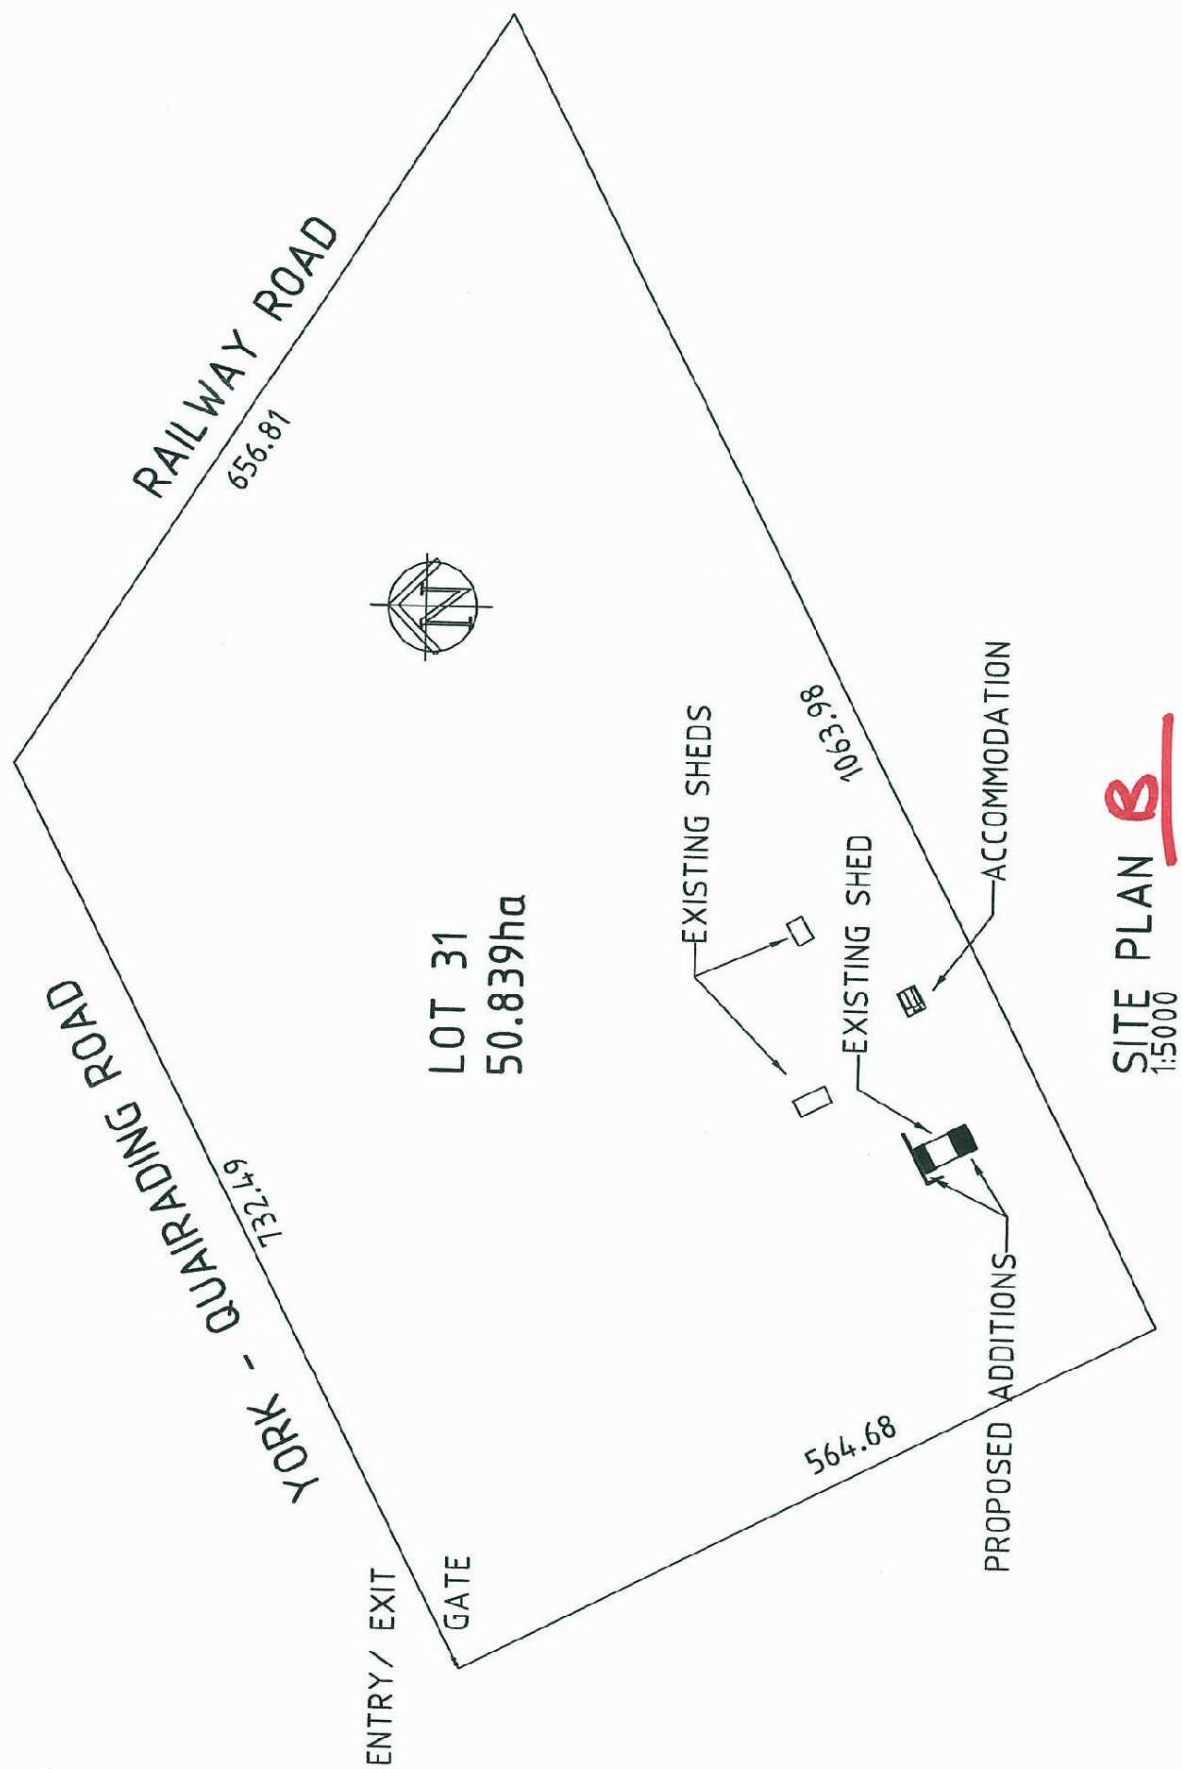 RAILWAY ROAD
656.81
YORK - QUAIRADING ROAD
732.49
N
LOT 31
50.839ha
ENTRY/ EXIT
GATE
EXISTING SHEDS
1063.98
EXISTING SHED
564.68
ACCOMMODATION
PROPOSED ADDITIONS
SITE PLAN B
1:5000